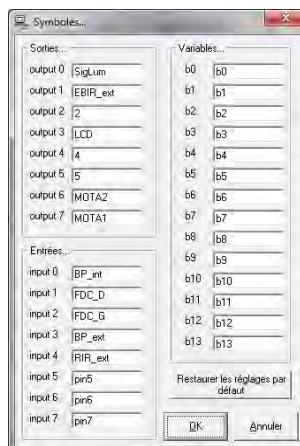 Symboles...
Sorties...
output 0 SigLum
output 1 EBIR_ext
output 2 2
output 3 LCD
output 4 4
output 5 5
output 6 MOTA2
output 7 MOTA1
Entrées...
input 0 BP_int
input 1 FDC_D
input 2 FDC_G
input 3 BP_ext
input 4 RIR_ext
input 5 pin5
input 6 pin6
input 7 pin7
Variables...
b0 b0
b1 b1
b2 b2
b3 b3
b4 b4
b5 b5
b6 b6
b7 b7
b8 b8
b9 b9
b10 b10
b11 b11
b12 b12
b13 b13
Restaurer les réglages par
défaut
OK Annuler